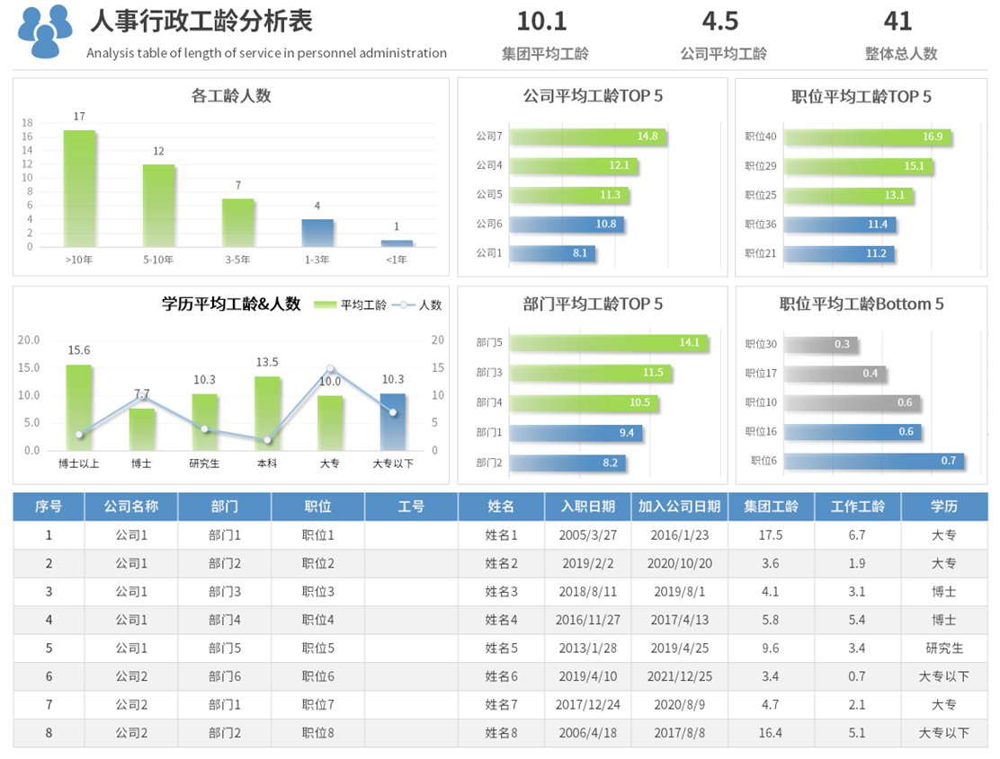 人事行政工龄分析表
Analysis table of length of service in personnel administration
10.1
集团平均工龄
4.5
公司平均工龄
41
整体总人数
各工龄人数
18
16
14
12
10
8
6
4
2
0
17
12
7
4
1
>10年 5-10年 3-5年 1-3年 <1年
公司平均工龄TOP 5
公司7 14.8
公司4 12.1
公司5 11.3
公司6 10.8
公司1 8.1
职位平均工龄TOP 5
职位40 16.9
职位29 15.1
职位25 13.1
职位36 11.4
职位21 11.2
学历平均工龄&人数 平均工龄 人数
20.0
15.0
10.0
5.0
0.0
15.6
7.7
10.3
13.5
10.0
10.3
20
15
10
5
0
博士以上 博士 研究生 本科 大专 大专以下
部门平均工龄TOP 5
部门5 14.1
部门3 11.5
部门4 10.5
部门1 9.4
部门2 8.2
职位平均工龄Bottom 5
职位30 0.3
职位17 0.4
职位10 0.6
职位16 0.6
职位6 0.7
序号 公司名称 部门 职位 工号 姓名 入职日期 加入公司日期 集团工龄 工作工龄 学历
1 公司1 部门1 职位1 姓名1 2005/3/27 2016/1/23 17.5 6.7 大专
2 公司1 部门2 职位2 姓名2 2019/2/2 2020/10/20 3.6 1.9 大专
3 公司1 部门3 职位3 姓名3 2018/8/11 2019/8/1 4.1 3.1 博士
4 公司1 部门4 职位4 姓名4 2016/11/27 2017/4/13 5.8 5.4 博士
5 公司1 部门5 职位5 姓名5 2013/1/28 2019/4/25 9.6 3.4 研究生
6 公司2 部门6 职位6 姓名6 2019/4/10 2021/12/25 3.4 0.7 大专以下
7 公司2 部门1 职位7 姓名7 2017/12/24 2020/8/9 4.7 2.1 大专
8 公司2 部门2 职位8 姓名8 2006/4/18 2017/8/8 16.4 5.1 大专以下